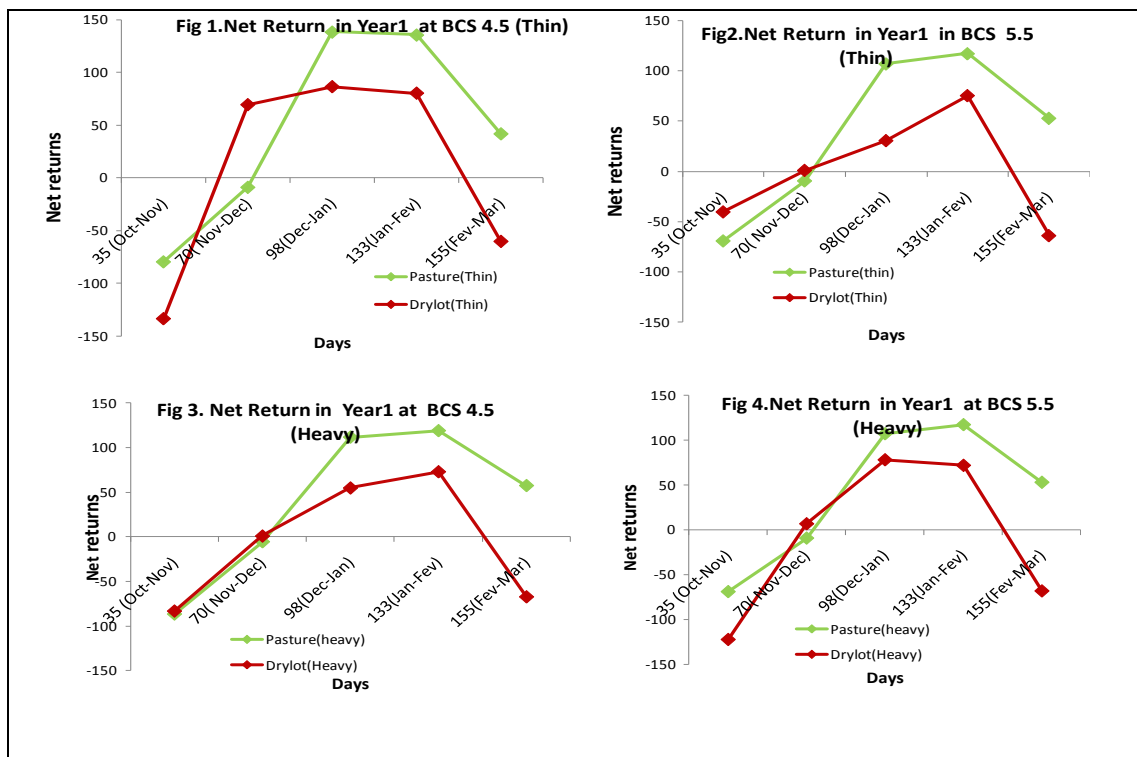 Fig 1.Net Return in Year1 at BCS 4.5 (Thin)
150
100
50
0
-50
-100
-150
Net returns
35 (Oct-Nov)
70( Nov-Dec)
98(Dec-Jan)
133(Jan-Fev)
155(Fev-Mar)
Pasture(Thin)
Drylot(Thin)
Days
Fig2.Net Return in Year1 in BCS 5.5
(Thin)
150
100
50
0
-50
-100
-150
Net returns
35 (Oct-Nov)
70( Nov-Dec)
98(Dec-Jan)
133(Jan-Fev)
155(Fev-Mar)
Pasture(thin)
Drylot(Thin)
Days
Fig 3. Net Return in Year1 at BCS 4.5
(Heavy)
150
100
50
0
-50
-100
-150
Net returns
35 (Oct-Nov)
70( Nov-Dec)
98(Dec-Jan)
133(Jan-Fev)
155(Fev-Mar)
Pasture(heavy)
Drylot(Heavy)
Days
Fig 4.Net Return in Year1 at BCS 5.5
(Heavy)
150
100
50
0
-50
-100
-150
Net returns
35 (Oct-Nov)
70( Nov-Dec)
98(Dec-Jan)
133(Jan-Fev)
155(Fev-Mar)
Pasture(heavy)
Drylot(Heavy)
Days